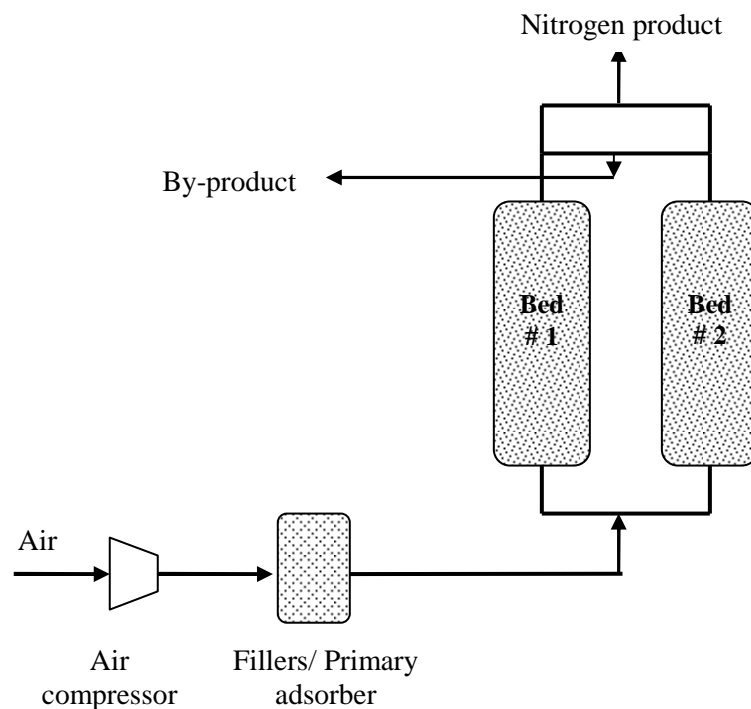 Nitrogen product
By-product
Bed
# 1
Bed
# 2
Air
Air
compressor
Fillers/ Primary
adsorber